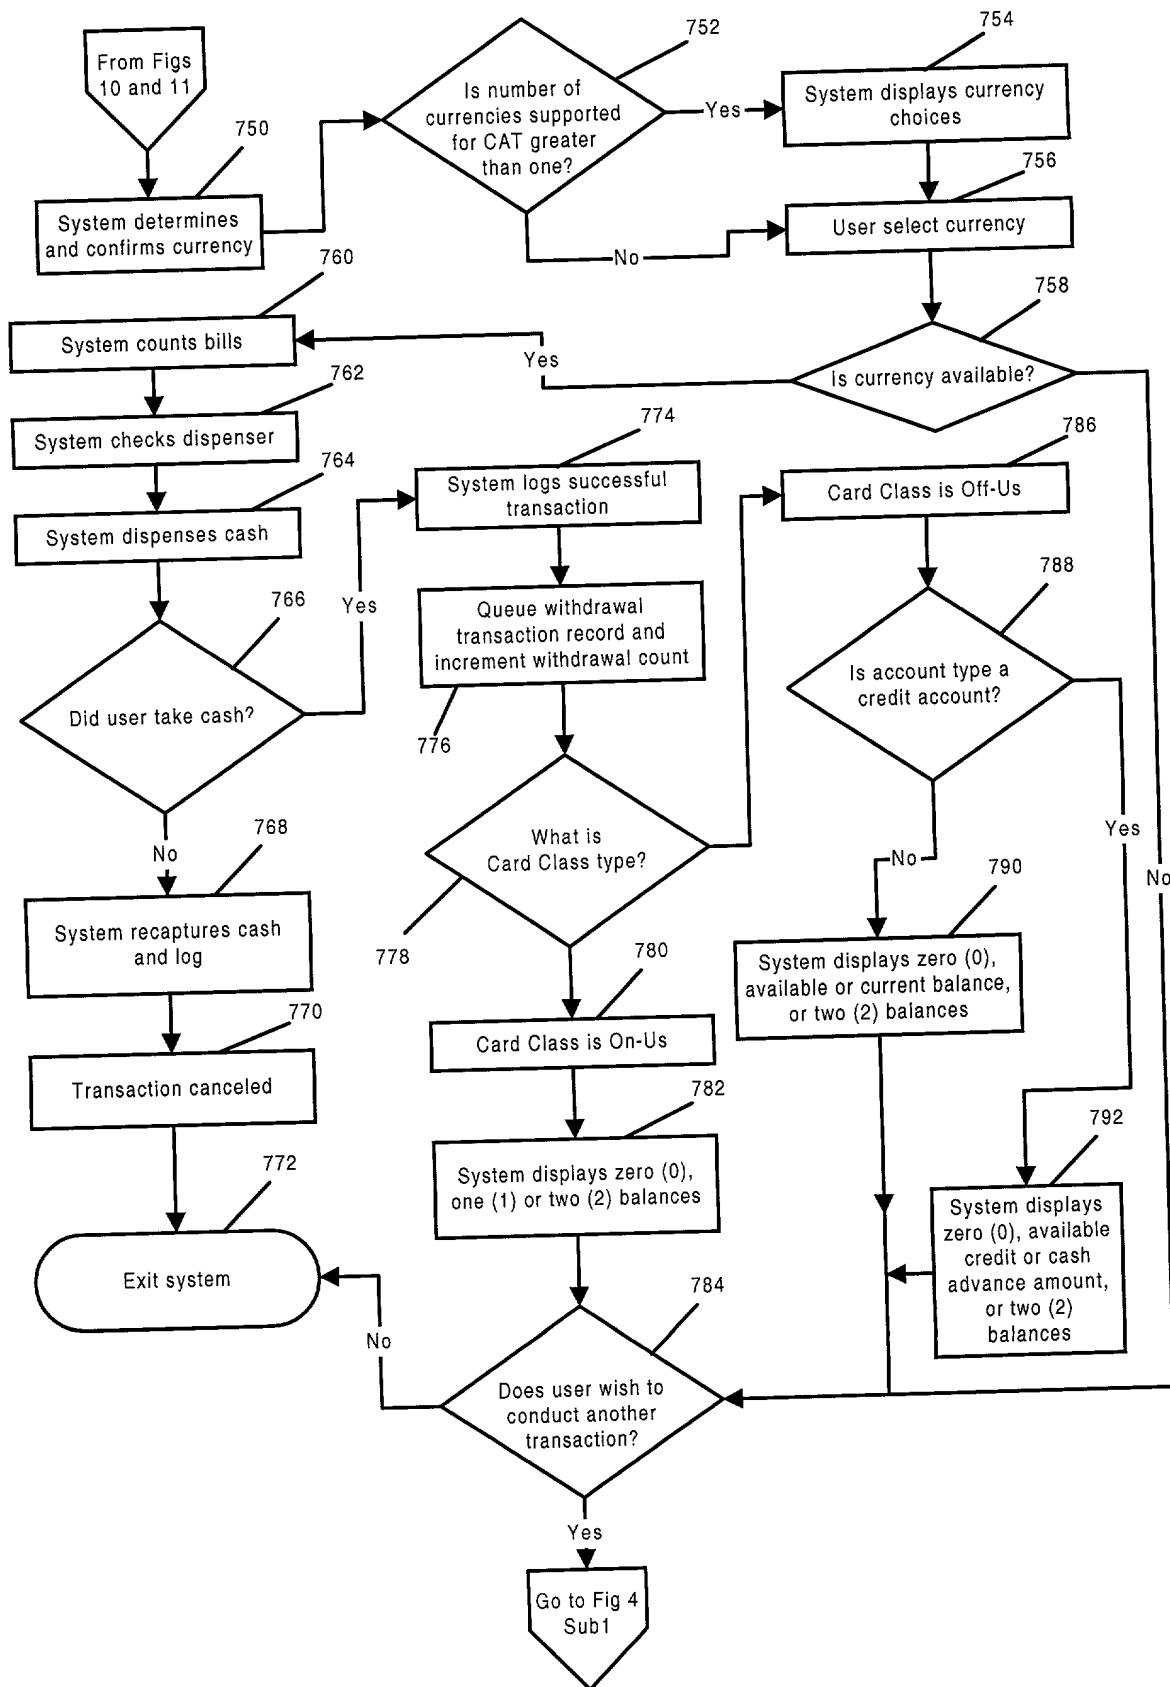 From Figs
10 and 11
750
System determines
and confirms currency
752
Is number of
currencies supported
for CAT greater
than one?
Yes
No
754
System displays currency
choices
756
User select currency
758
Is currency available?
Yes
No
760
System counts bills
762
System checks dispenser
764
System dispenses cash
766
Did user take cash?
Yes
No
768
System recaptures cash
and log
770
Transaction canceled
772
Exit system
774
System logs successful
transaction
Queue withdrawal
transaction record and
increment withdrawal count
776
What is
Card Class type?
778
780
Card Class is On-Us
782
System displays zero (0),
one (1) or two (2) balances
784
Does user wish to
conduct another
transaction?
No
Yes
Go to Fig 4
Sub1
786
Card Class is Off-Us
788
Is account type a
credit account?
No
Yes
790
System displays zero (0),
available or current balance,
or two (2) balances
792
System displays
zero (0), available
credit or cash
advance amount,
or two (2)
balances